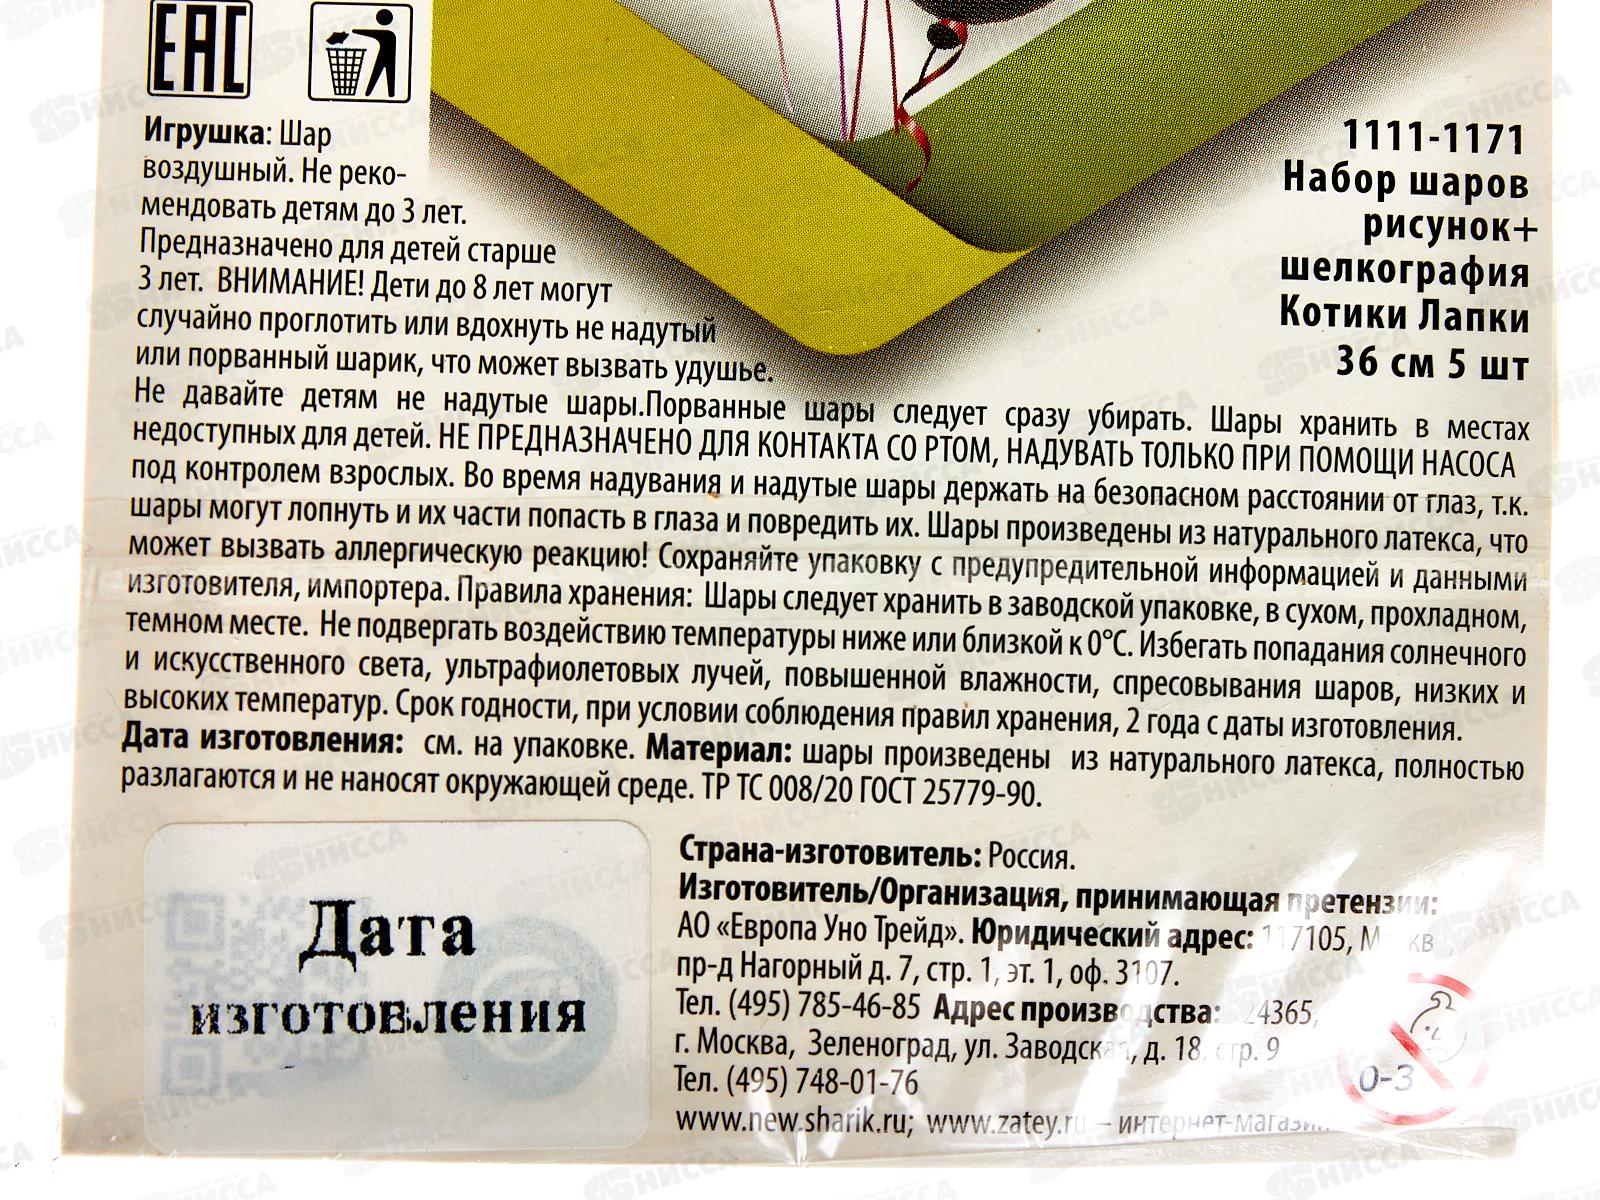 ЕАС
Игрушка: Шар
воздушный. Не реко-
мендовать детям до 3 лет.
Предназначено для детей старше
3 лет. ВНИМАНИЕ! Дети до 8 лет могут
случайно проглотить или вдохнуть не надутый
или порванный шарик, что может вызвать удушье.
1111-1171
Набор шаров
рисунок+
шелкография
Котики Лапки
36 см 5 шт
Не давайте детям не надутые шары.Порванные шары следует сразу убирать. Шары хранить в местах
недоступных для детей. НЕ ПРЕДНАЗНАЧЕНО ДЛЯ КОНТАКТА СО РТОМ, НАДУВАТЬ ТОЛЬКО ПРИ ПОМОЩИ НАСОСА
под контролем взрослых. Во время надувания и надутые шары держать на безопасном расстоянии от глаз, т.к.
шары могут лопнуть и их части попасть в глаза и повредить их. Шары произведены из натурального латекса, что
может вызвать аллергическую реакцию! Сохраняйте упаковку с предупредительной информацией и данными
изготовителя, импортера. Правила хранения: Шары следует хранить в заводской упаковке, в сухом, прохладном,
темном месте. Не подвергать воздействию температуры ниже или близкой к 0°С. Избегать попадания солнечного
и искусственного света, ультрафиолетовых лучей, повышенной влажности, спресовывания шаров, низких и
высоких температур. Срок годности, при условии соблюдения правил хранения, 2 года с даты изготовления.
Дата изготовления: см. на упаковке. Материал: шары произведены из натурального латекса, полностью
разлагаются и не наносят окружающей среде. ТР ТС 008/20 ГОСТ 25779-90.
Дата
изготовления
Страна-изготовитель: Россия.
Изготовитель/Организация, принимающая претензии:
АО «Европа Уно Трейд». Юридический адрес: 117105,
пр-д Нагорный д. 7, стр. 1, эт. 1, оф. 3107.
Тел. (495) 785-46-85 Адрес производства:
г. Москва, Зеленоград, ул. Заводская, д. 18, стр. 9
Тел. (495) 748-01-76
www.new.sharik.ru; www.zatey.ru – интернет-магазин
0-3